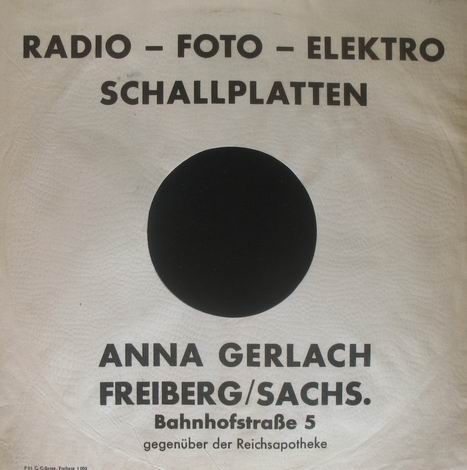 RADIO – FOTO – ELEKTRO
SCHALLPLATTEN
ANNA GERLACH
FREIBERG/SACHS.
Bahnhofstraße 5
gegenüber der Reichsapotheke